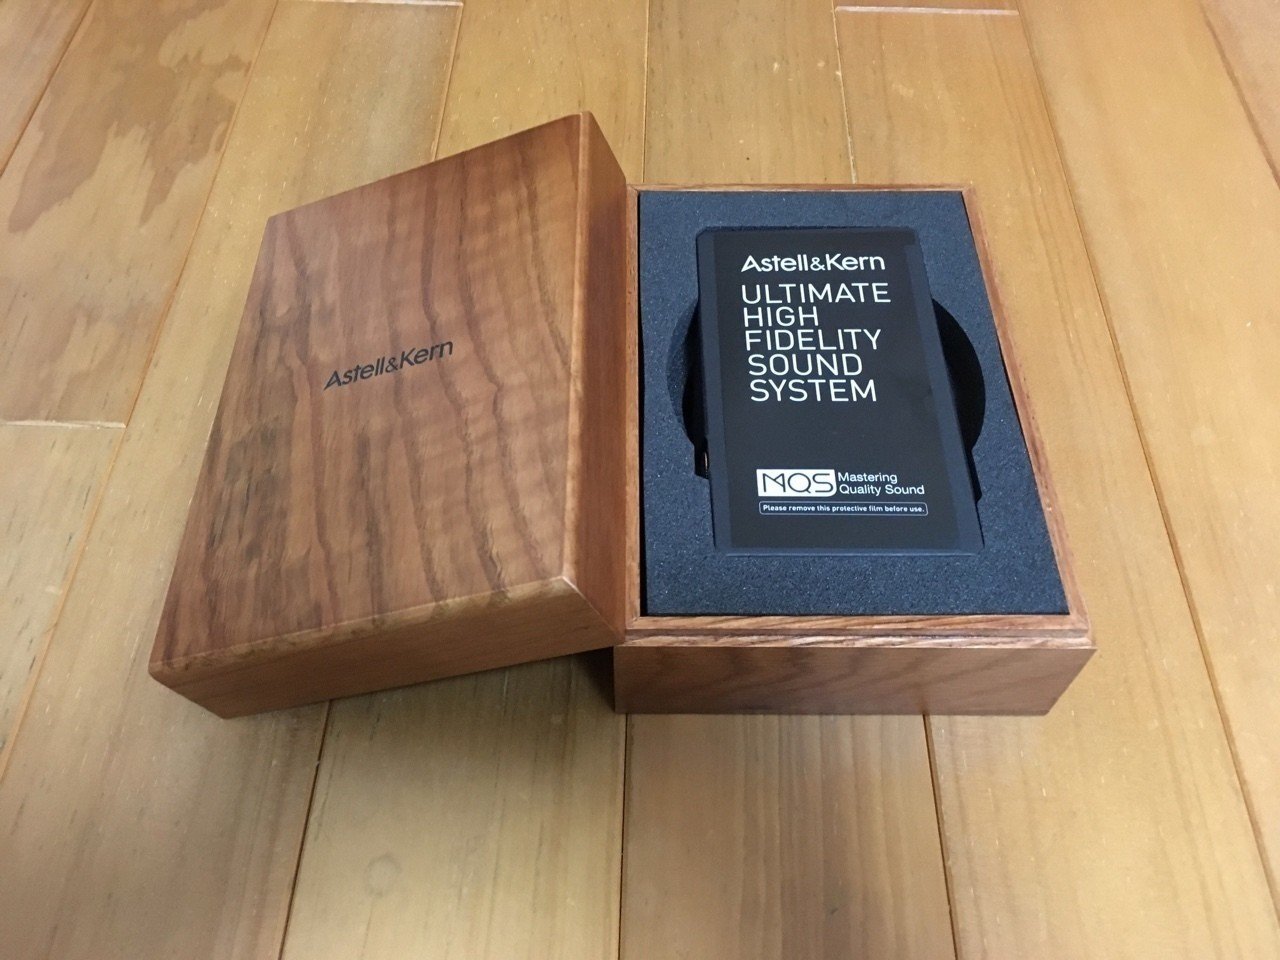 Astell&Kern
Astell&Kern
ULTIMATE
HIGH
FIDELITY
SOUND
SYSTEM
MQS Mastering
Quality Sound
Please remove this protective film before use.